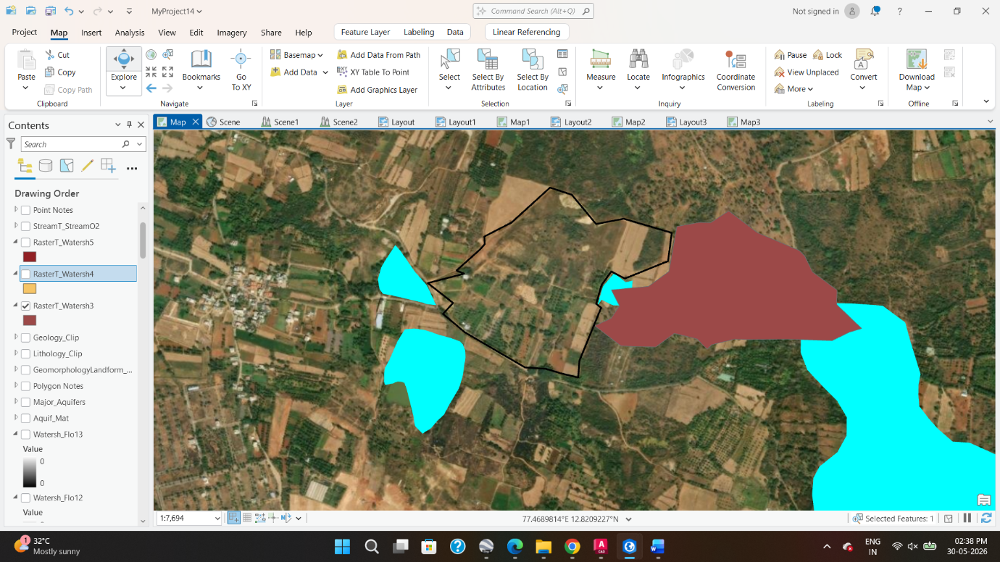 MyProject14
Command Search (Alt+Q)
Not signed in
?
Project Map Insert Analysis View Edit Imagery Share Help Feature Layer Labeling Data Linear Referencing
Paste
Cut
Copy
Copy Path
Clipboard
Explore
Bookmarks
Go To XY
Navigate
Basemap
Add Data
Add Data From Path
XY Table To Point
Add Graphics Layer
Layer
Select
Select By Attributes
Select By Location
Selection
Measure
Locate
Infographics
Coordinate Conversion
Inquiry
Pause
Lock
View Unplaced
More
Convert
Labeling
Download Map
Offline
Contents
Search
Drawing Order
Point Notes
StreamT_StreamO2
RasterT_Watersh5
RasterT_Watersh4
RasterT_Watersh3
Geology_Clip
Lithology_Clip
GeomorphologyLandform_...
Polygon Notes
Major_Aquifers
Aquif_Mat
Watersh_Flo13
Value
0
0
Watersh_Flo12
Value
Map Scene Scene1 Scene2 Layout Layout1 Map1 Layout2 Map2 Layout3 Map3
1:7,694
77.4689814°E 12.8209227°N
Selected Features: 1
1
32°C
Mostly sunny
ENG
IN
02:38 PM
30-05-2026